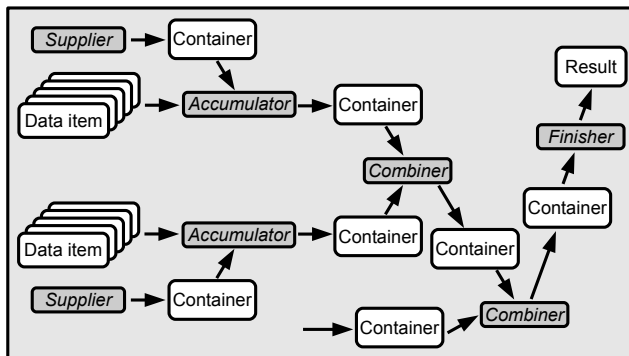 Supplier
Container
Result
Data item
Accumulator
Container
Finisher
Combiner
Container
Data item
Accumulator
Container
Container
Supplier
Container
Container
Combiner